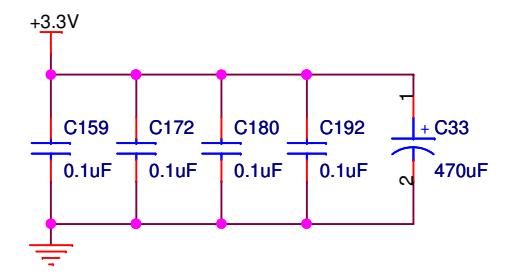 +3.3V
1
C159 C172 C180 C192 + C33
0.1uF 0.1uF 0.1uF 0.1uF 470uF
2